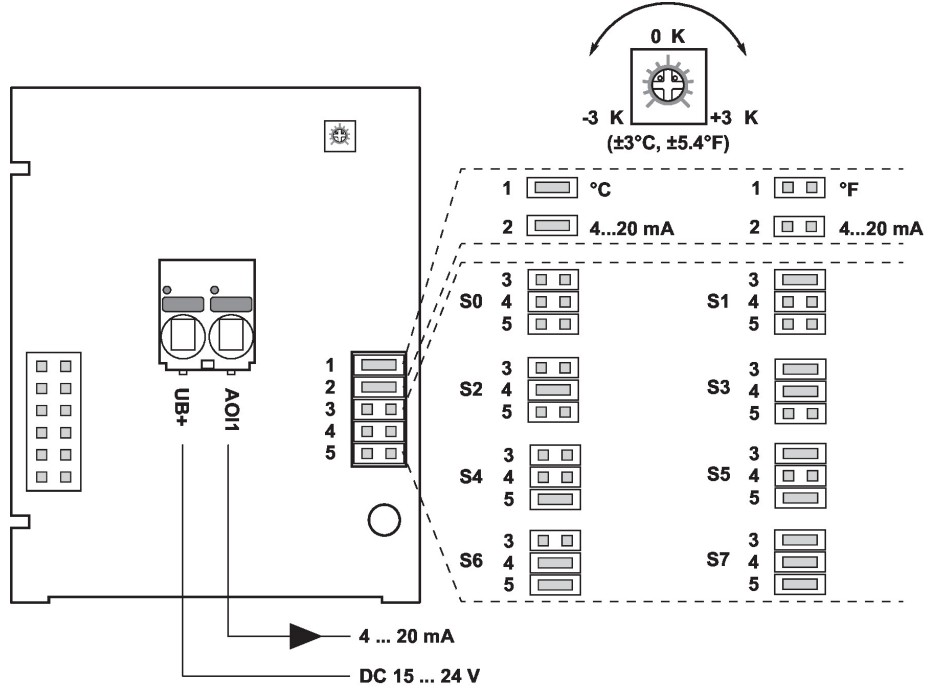 0 K
-3 K +3 K
(±3°C, ±5.4°F)
1 °C 1 °F
2 4...20 mA 2 4...20 mA
S0 3 4 5
S1 3 4 5
S2 3 4 5
S3 3 4 5
S4 3 4 5
S5 3 4 5
S6 3 4 5
S7 3 4 5
1
2
3
4
5
UB+
AOI1
4 ... 20 mA
DC 15 ... 24 V